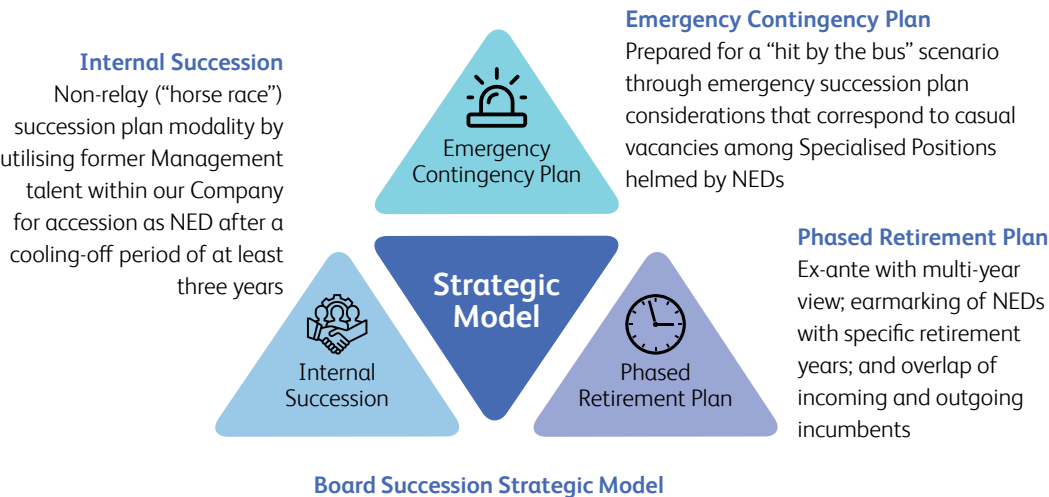 Internal Succession
Non-relay (“horse race”)
succession plan modality by
utilising former Management
talent within our Company
for accession as NED after a
cooling-off period of at least
three years
Emergency
Contingency Plan
Emergency Contingency Plan
Prepared for a “hit by the bus” scenario
through emergency succession plan
considerations that correspond to casual
vacancies among Specialised Positions
helmed by NEDs
Strategic
Model
Internal
Succession
Phased
Retirement Plan
Phased Retirement Plan
Ex-ante with multi-year
view; earmarking of NEDs
with specific retirement
years; and overlap of
incoming and outgoing
incumbents
Board Succession Strategic Model